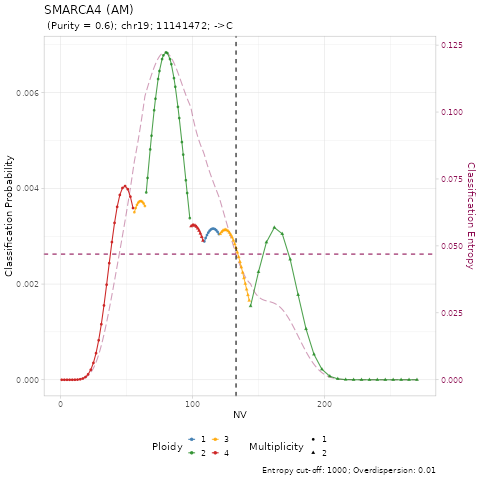 SMARCA4 (AM)
(Purity = 0.6); chr19; 11141472; ->C
Classification Probability
0.006
0.004
0.002
0.000
0.125
0.100
0.075
0.050
0.025
0.000
Classification Entropy
0
100
200
NV
Ploidy
1
2
3
4
Multiplicity
1
2
Entropy cut-off: 1000; Overdispersion: 0.01